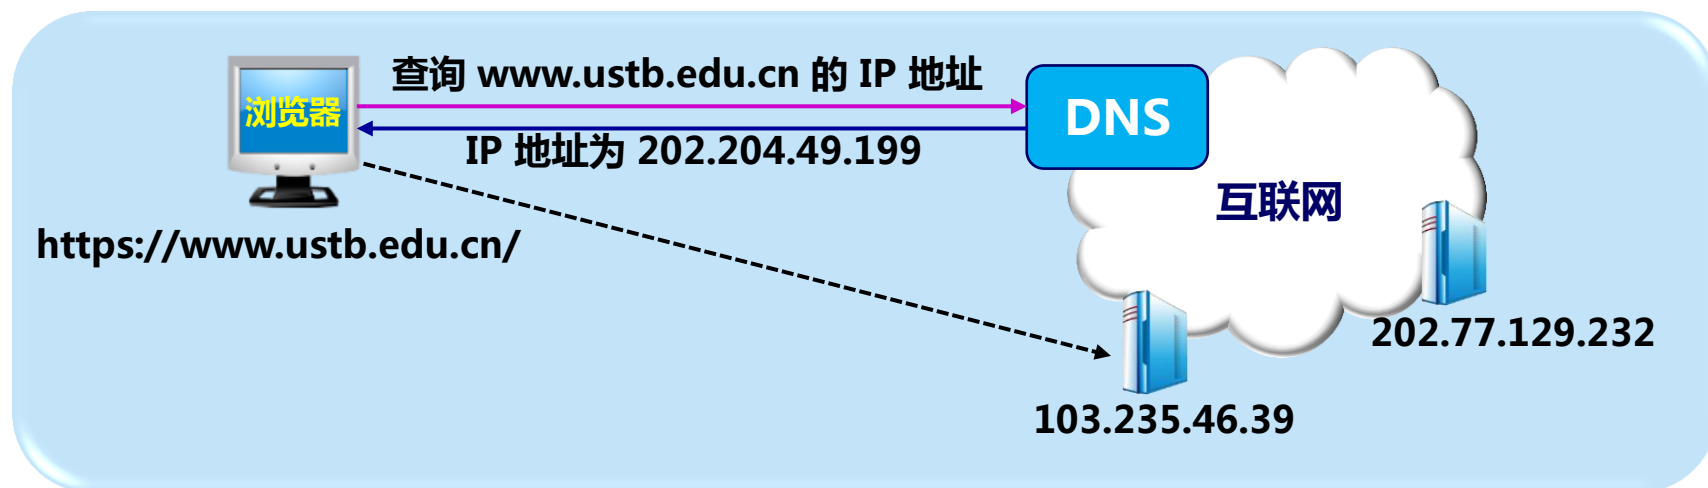 查询 www.ustb.edu.cn 的 IP 地址
浏览器
DNS
IP 地址为 202.204.49.199
互联网
https://www.ustb.edu.cn/
202.77.129.232
103.235.46.39